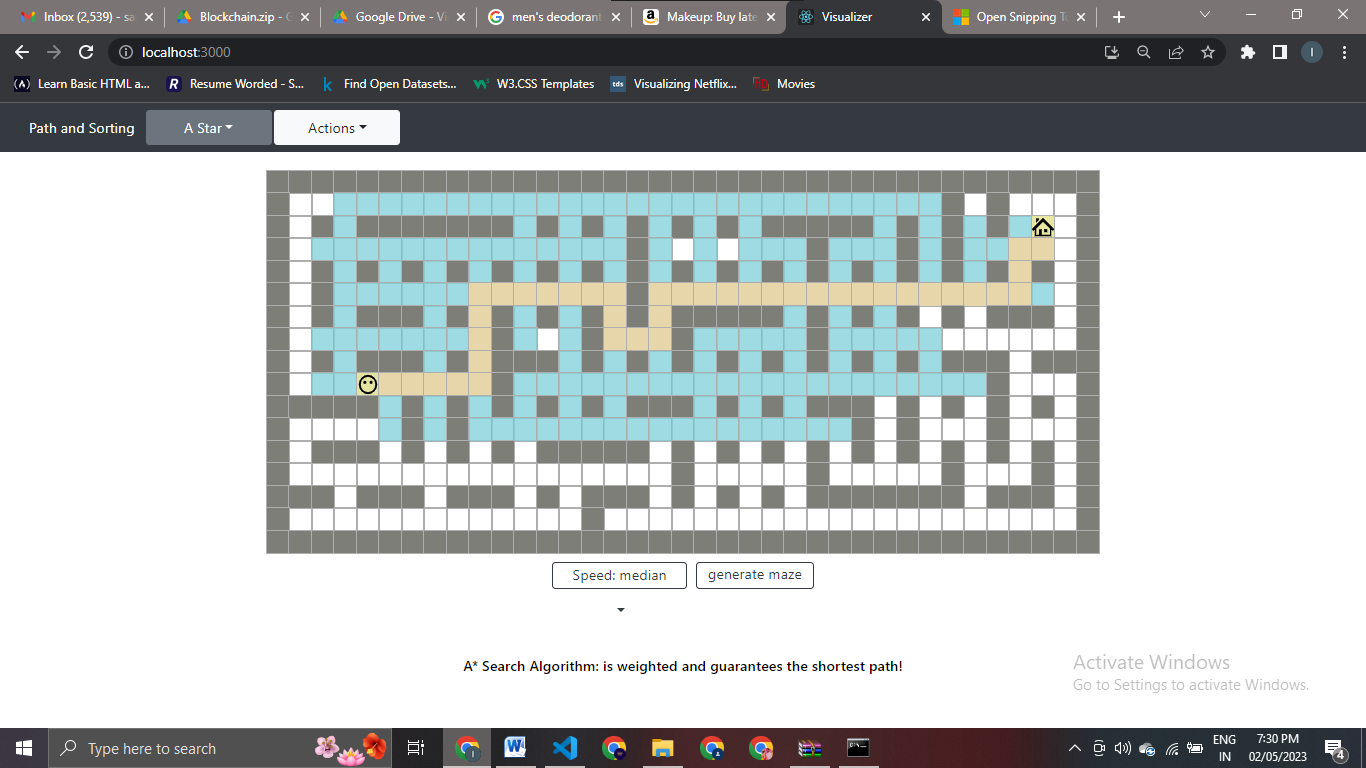 Inbox (2,539) - sa
Blockchain.zip - G
Google Drive - Vi
men's deodorant
Makeup: Buy late
Visualizer
Open Snipping T
localhost:3000
Learn Basic HTML a...
Resume Worded - S...
Find Open Datasets...
W3.CSS Templates
tds
Visualizing Netflix...
Movies
Path and Sorting
A Star
Actions
Speed: median
generate maze
A* Search Algorithm: is weighted and guarantees the shortest path!
Activate Windows
Go to Settings to activate Windows.
Type here to search
ENG
IN
7:30 PM
02/05/2023
4